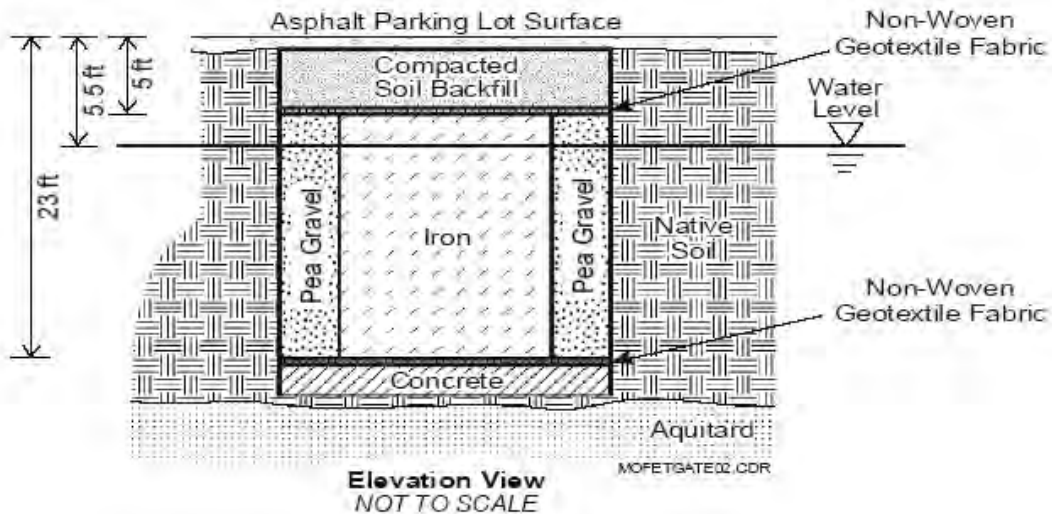 Asphalt Parking Lot Surface
Non-Woven
Geotextile Fabric
5.5 ft
5 ft
23 ft
Compacted
Soil Backfill
Water
Level
Pea Gravel
Iron
Pea Gravel
Native
Soil
Non-Woven
Geotextile Fabric
Concrete
Aquitard
MOFETGATE02.CDR
Elevation View
NOT TO SCALE